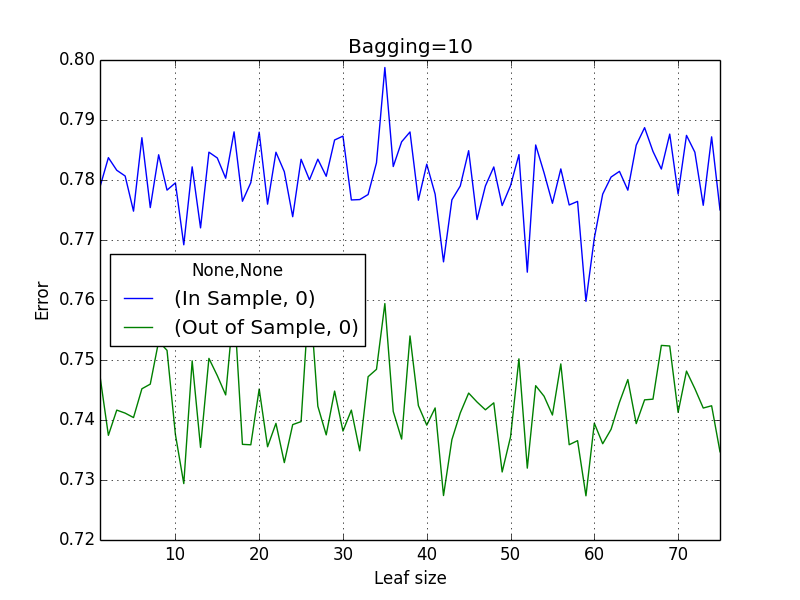 Bagging=10
0.80
0.79
0.78
0.77
0.76
0.75
0.74
0.73
0.72
Error
None,None
(In Sample, 0)
(Out of Sample, 0)
10 20 30 40 50 60 70
Leaf size